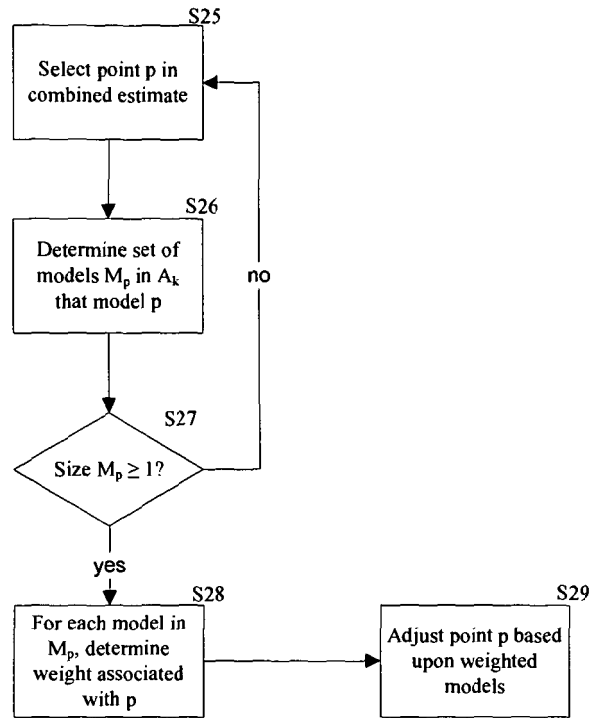 S25
Select point p in
combined estimate
S26
Determine set of
models Mp in Ak
that model p
no
S27
Size Mp ≥ 1?
yes
S28
For each model in
Mp, determine
weight associated
with p
S29
Adjust point p based
upon weighted
models